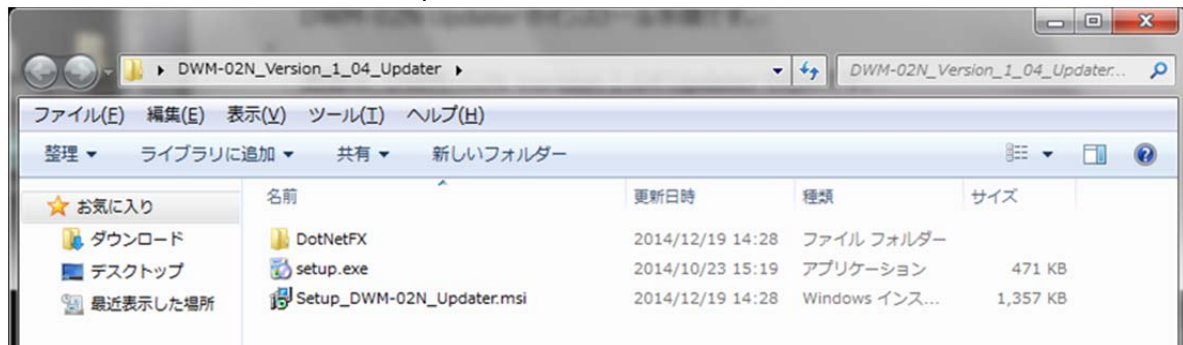 DWM-02N_Version_1_04_Updater
DWM-02N_Version_1_04_Updater...
ファイル(F) 編集(E) 表示(V) ツール(T) ヘルプ(H)
整理 ライブラリに追加 共有 新しいフォルダー
お気に入り
ダウンロード
デスクトップ
最近表示した場所
名前 更新日時 種類 サイズ
DotNetFX 2014/12/19 14:28 ファイル フォルダー
setup.exe 2014/10/23 15:19 アプリケーション 471 KB
Setup_DWM-02N_Updater.msi 2014/12/19 14:28 Windows インス... 1,357 KB